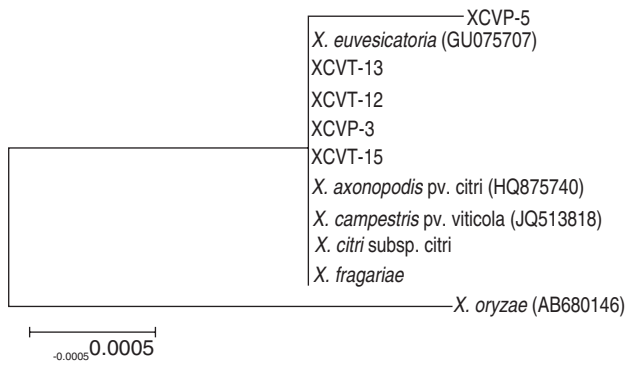 XCVP-5
X. euvesicatoria (GU075707)
XCVT-13
XCVT-12
XCVP-3
XCVT-15
X. axonopodis pv. citri (HQ875740)
X. campestris pv. viticola (JQ513818)
X. citri subsp. citri
X. fragariae
X. oryzae (AB680146)
-0.0005 0.0005